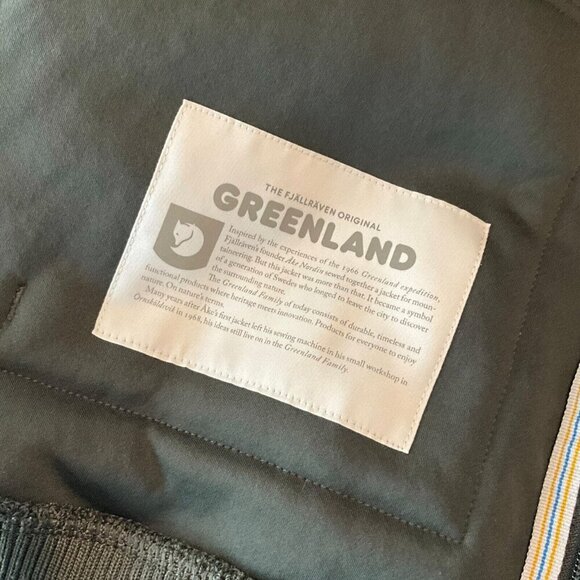 THE FJÄLLRÄVEN ORIGINAL
GREENLAND
Inspired by the experiences of the 1966 Greenland expedition,
Fjällräven's founder Åke Nordin sewed together a jacket for moun-
taineering. But this jacket was more than that. It became a symbol
of a generation of Swedes who longed to leave the city to discover
the surrounding nature.
The Greenland Family of today consists of durable, timeless and
functional products where heritage meets innovation. Products for everyone to enjoy
nature. On nature's terms.
Many years after Åke's first jacket left his sewing machine in his small workshop in
Örnsköldsvik in 1968, his ideas still live on in the Greenland Family.